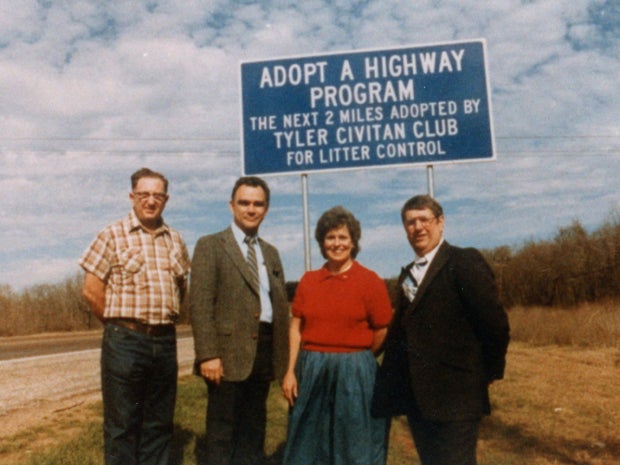 ADOPT A HIGHWAY
PROGRAM
THE NEXT 2 MILES ADOPTED BY
TYLER CIVITAN CLUB
FOR LITTER CONTROL